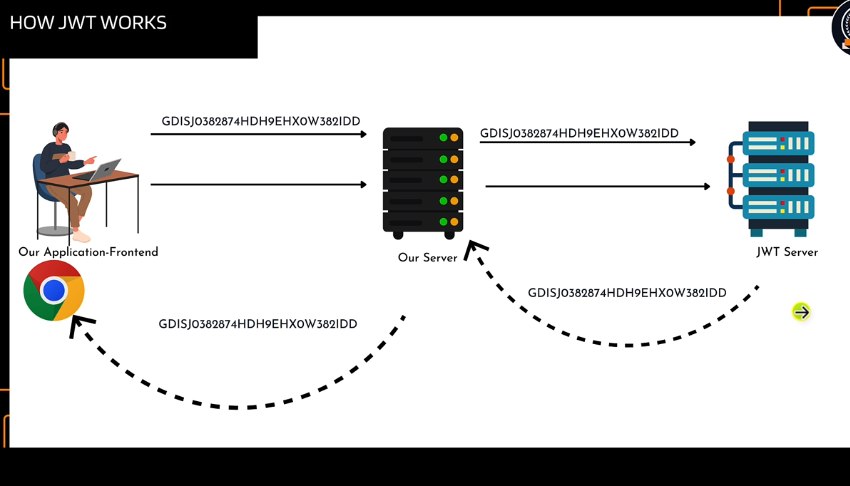 HOW JWT WORKS
GDISJ0382874HDH9EHX0W382IDD
GDISJ0382874HDH9EHX0W382IDD
Our Application-Frontend
Our Server
JWT Server
GDISJ0382874HDH9EHX0W382IDD
GDISJ0382874HDH9EHX0W382IDD